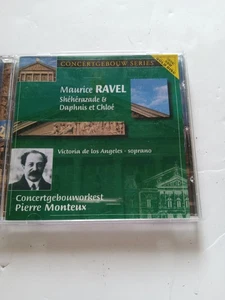 CONCERTGEBOUW SERIES
Maurice RAVEL
Shéhérazade &
Daphnis et Chloé
Victoria de los Angeles - soprano
Concertgebouworkest
Pierre Monteux